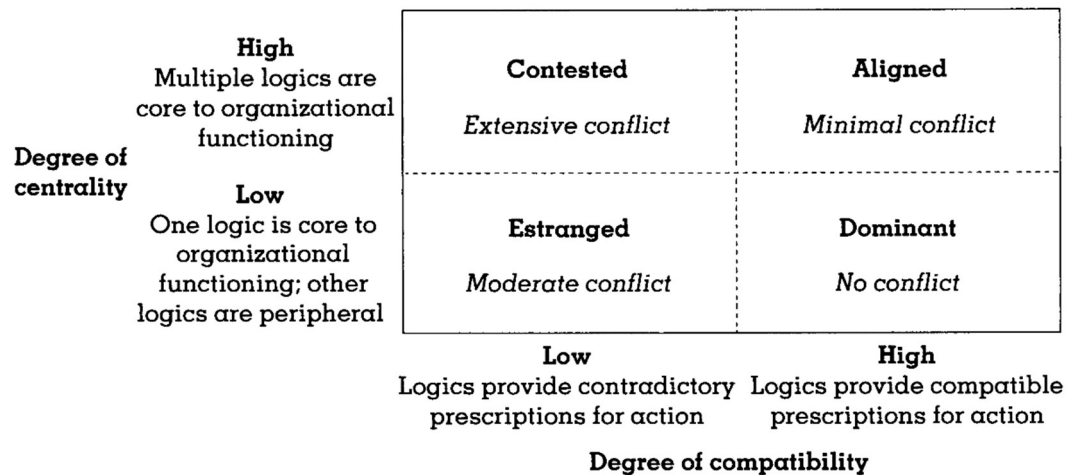 High
Multiple logics are
core to organizational
functioning
Degree of
centrality
Low
One logic is core to
organizational
functioning; other
logics are peripheral
Contested
Extensive conflict
Aligned
Minimal conflict
Estranged
Moderate conflict
Dominant
No conflict
Low
Logics provide contradictory
prescriptions for action
High
Logics provide compatible
prescriptions for action
Degree of compatibility